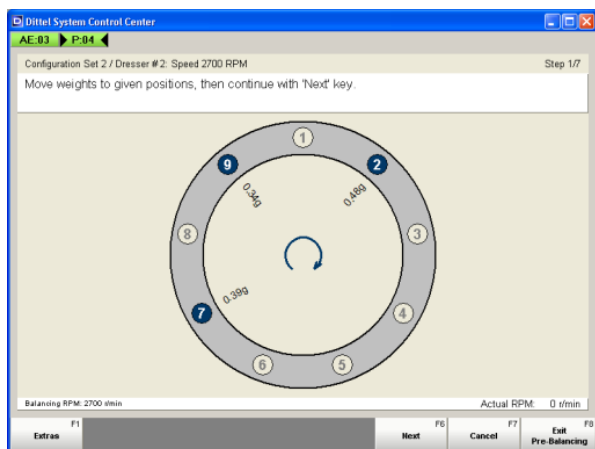 Dittel System Control Center
AE:03 P:04
Configuration Set 2 / Dresser #2: Speed 2700 RPM Step 1/7
Move weights to given positions, then continue with 'Next' key.
1
9 2
0.34g 0.48g
8 3
0.39g
7 4
6 5
Balancing RPM: 2700 r/min Actual RPM: 0 r/min
F1 F6 F7 F8
Extras Next Cancel Exit
Pre-Balancing